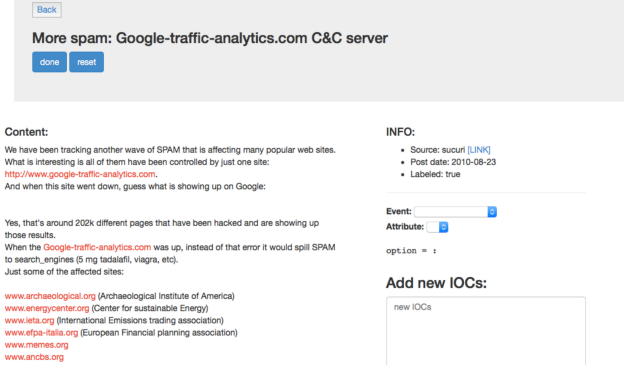 Back
More spam: Google-traffic-analytics.com C&C server
done reset
Content:
We have been tracking another wave of SPAM that is affecting many popular web sites.
What is interesting is all of them have been controlled by just one site:
http://www.google-traffic-analytics.com.
And when this site went down, guess what is showing up on Google:
Yes, that's around 202k different pages that have been hacked and are showing up
those results.
When the Google-traffic-analytics.com was up, instead of that error it would spill SPAM
to search_engines (5 mg tadalafil, viagra, etc).
Just some of the affected sites:
www.archaeological.org (Archaeological Institute of America)
www.energycenter.org (Center for sustainable Energy)
www.ieta.org (International Emissions trading association)
www.efpa-italia.org (European Financial planning association)
www.memes.org
www.ancbs.org
INFO:
• Source: sucuri [LINK]
• Post date: 2010-08-23
• Labeled: true
Event:
Attribute:
option = :
Add new IOCs:
new IOCs